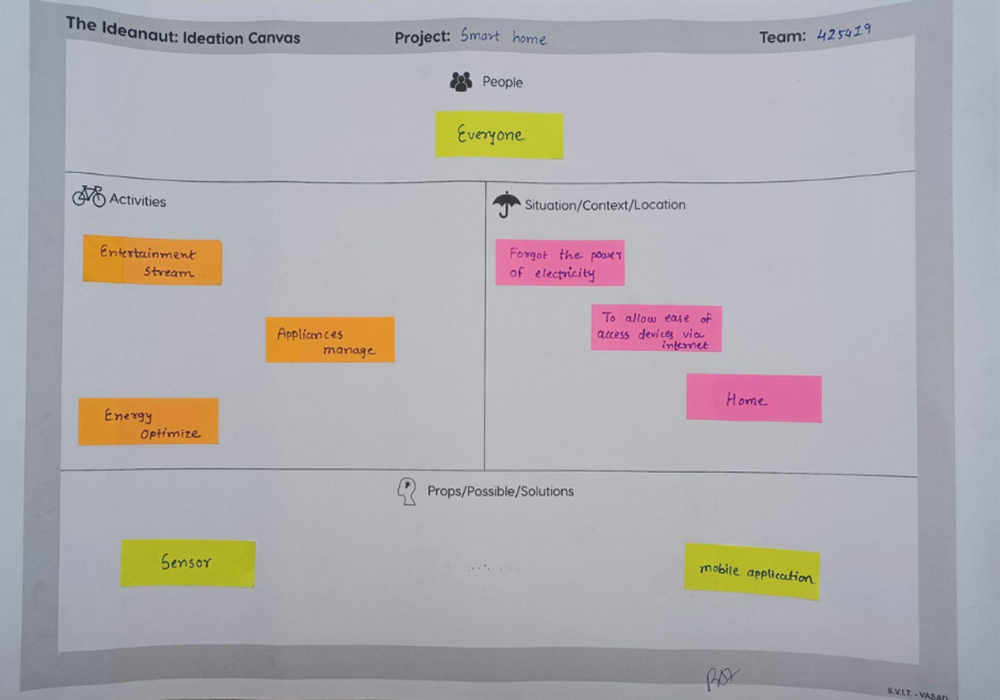 The Ideanaut: Ideation Canvas
Project: Smart home
Team: 425419
People
Everyone
Activities
Entertainment
Stream
Appliances
manage
Energy
Optimize
Situation/Context/Location
Forgot the power
of electricity
To allow ease of
access devices via
internet
Home
Props/Possible/Solutions
Sensor
mobile application
S.V.I.T. - VASAD